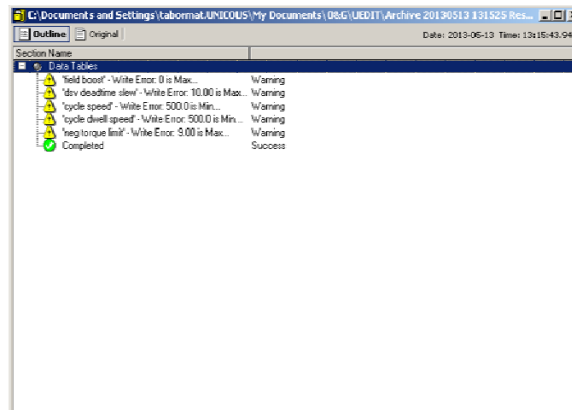 C:\Documents and Settings\tabormat.UNICOUS\My Documents\O&G\UEDIT\Archive 20130513 131525 Res...
Outline Original Date: 2013-05-13 Time: 13:15:43.94
Section Name
Data Tables
'field boost' - Write Error: 0 is Max... Warning
'dsv deadtime slew' - Write Error: 10.00 is Max... Warning
'cycle speed' - Write Error: 500.0 is Min... Warning
'cycle dwell speed' - Write Error: 500.0 is Min... Warning
'neg torque limit' - Write Error: 9.00 is Max... Warning
Completed Success